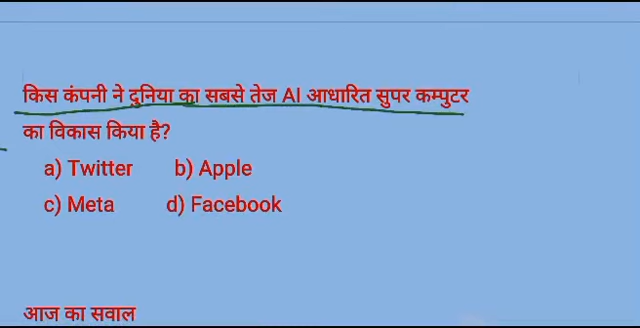 किस कंपनी ने दुनिया का सबसे तेज AI आधारित सुपर कम्पुटर
का विकास किया है?
a) Twitter b) Apple
c) Meta d) Facebook
आज का सवाल